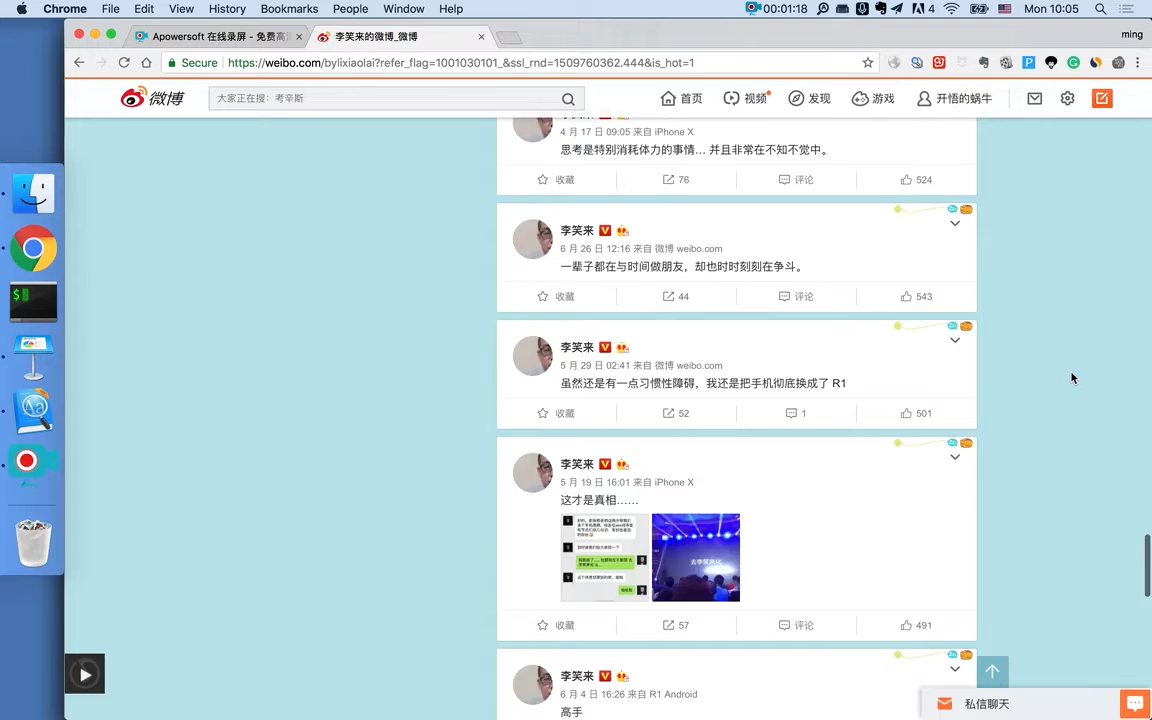 Chrome File Edit View History Bookmarks People Window Help 00:01:18 4 Mon 10:05
Apowersoft 在线录屏 - 免费高清
李笑来的微博_微博
ming
Secure https://weibo.com/bylixiaolai?refer_flag=1001030101_&ssl_rnd=1509760362.444&is_hot=1
微博 大家正在搜：考辛斯 首页 视频 发现 游戏 开悟的蜗牛
4 月 17 日 09:05 来自 iPhone X
思考是特别消耗体力的事情… 并且非常在不知不觉中。
收藏 76 评论 524
李笑来
6 月 26 日 12:16 来自 微博 weibo.com
一辈子都在与时间做朋友，却也时时刻刻在争斗。
收藏 44 评论 543
李笑来
5 月 29 日 02:41 来自 微博 weibo.com
虽然还是有一点习惯性障碍，我还是把手机彻底换成了 R1
收藏 52 1 501
李笑来
5 月 19 日 16:01 来自 iPhone X
这才是真相……
去李笑来化
收藏 57 评论 491
李笑来
6 月 4 日 16:26 来自 R1 Android
高手
私信聊天